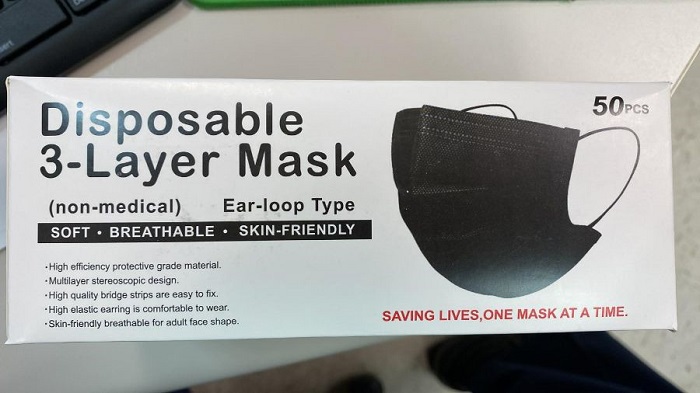 Disposable
3-Layer Mask
(non-medical) Ear-loop Type
SOFT • BREATHABLE • SKIN-FRIENDLY
·High efficiency protective grade material.
·Multilayer stereoscopic design.
·High quality bridge strips are easy to fix.
·High elastic earring is comfortable to wear.
·Skin-friendly breathable for adult face shape.
50PCS
SAVING LIVES,ONE MASK AT A TIME.